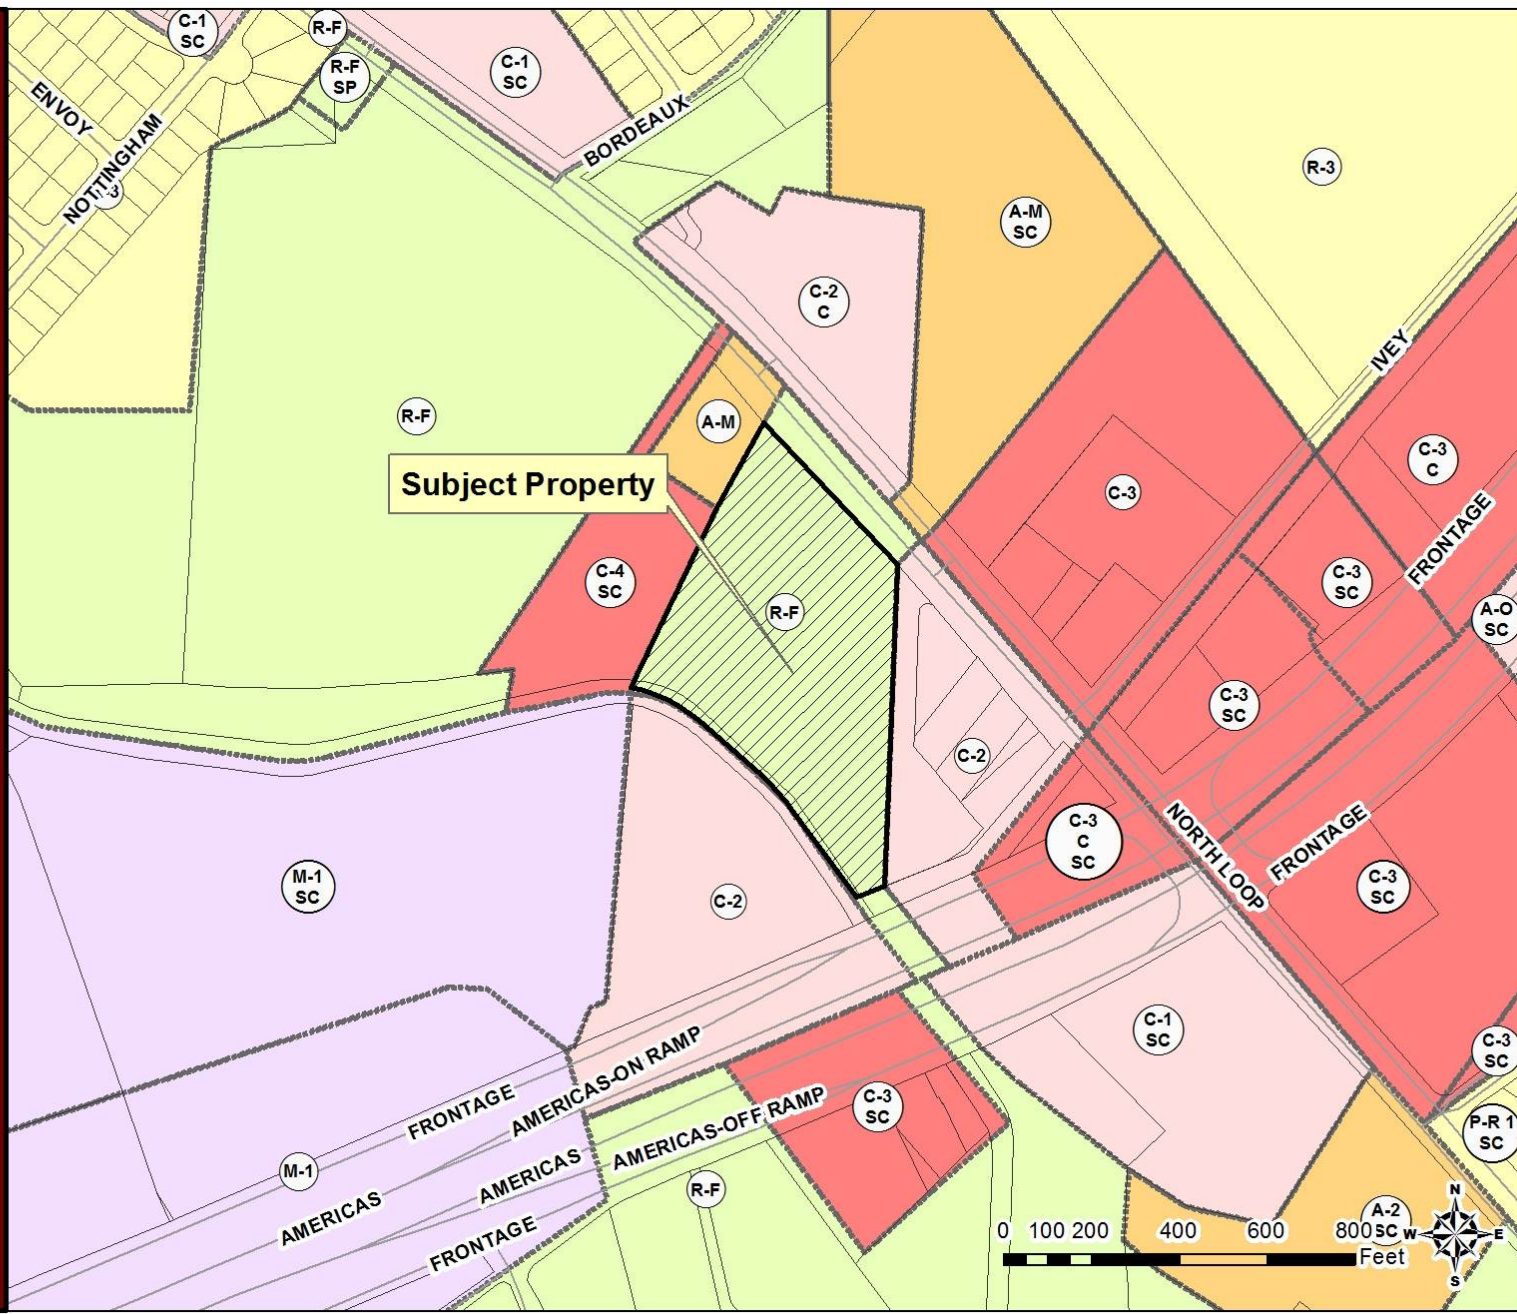 C-1
SC
R-F
R-F
SP
C-1
SC
ENVOY
NOTTINGHAM
BORDEAUX
R-3
A-M
SC
C-2
C
IVEY
R-F
A-M
C-3
C
Subject Property
C-3
FRONTAGE
C-4
SC
R-F
C-3
SC
A-O
SC
C-3
SC
C-2
NORTH LOOP
FRONTAGE
C-3
C
SC
M-1
SC
C-2
C-3
SC
C-1
SC
C-3
SC
AMERICAS-ON RAMP
FRONTAGE
C-3
SC
AMERICAS-OFF RAMP
P-R 1
SC
M-1
AMERICAS
R-F
AMERICAS
FRONTAGE
A-2
SC
N
W
E
S
0 100 200 400 600 800
Feet